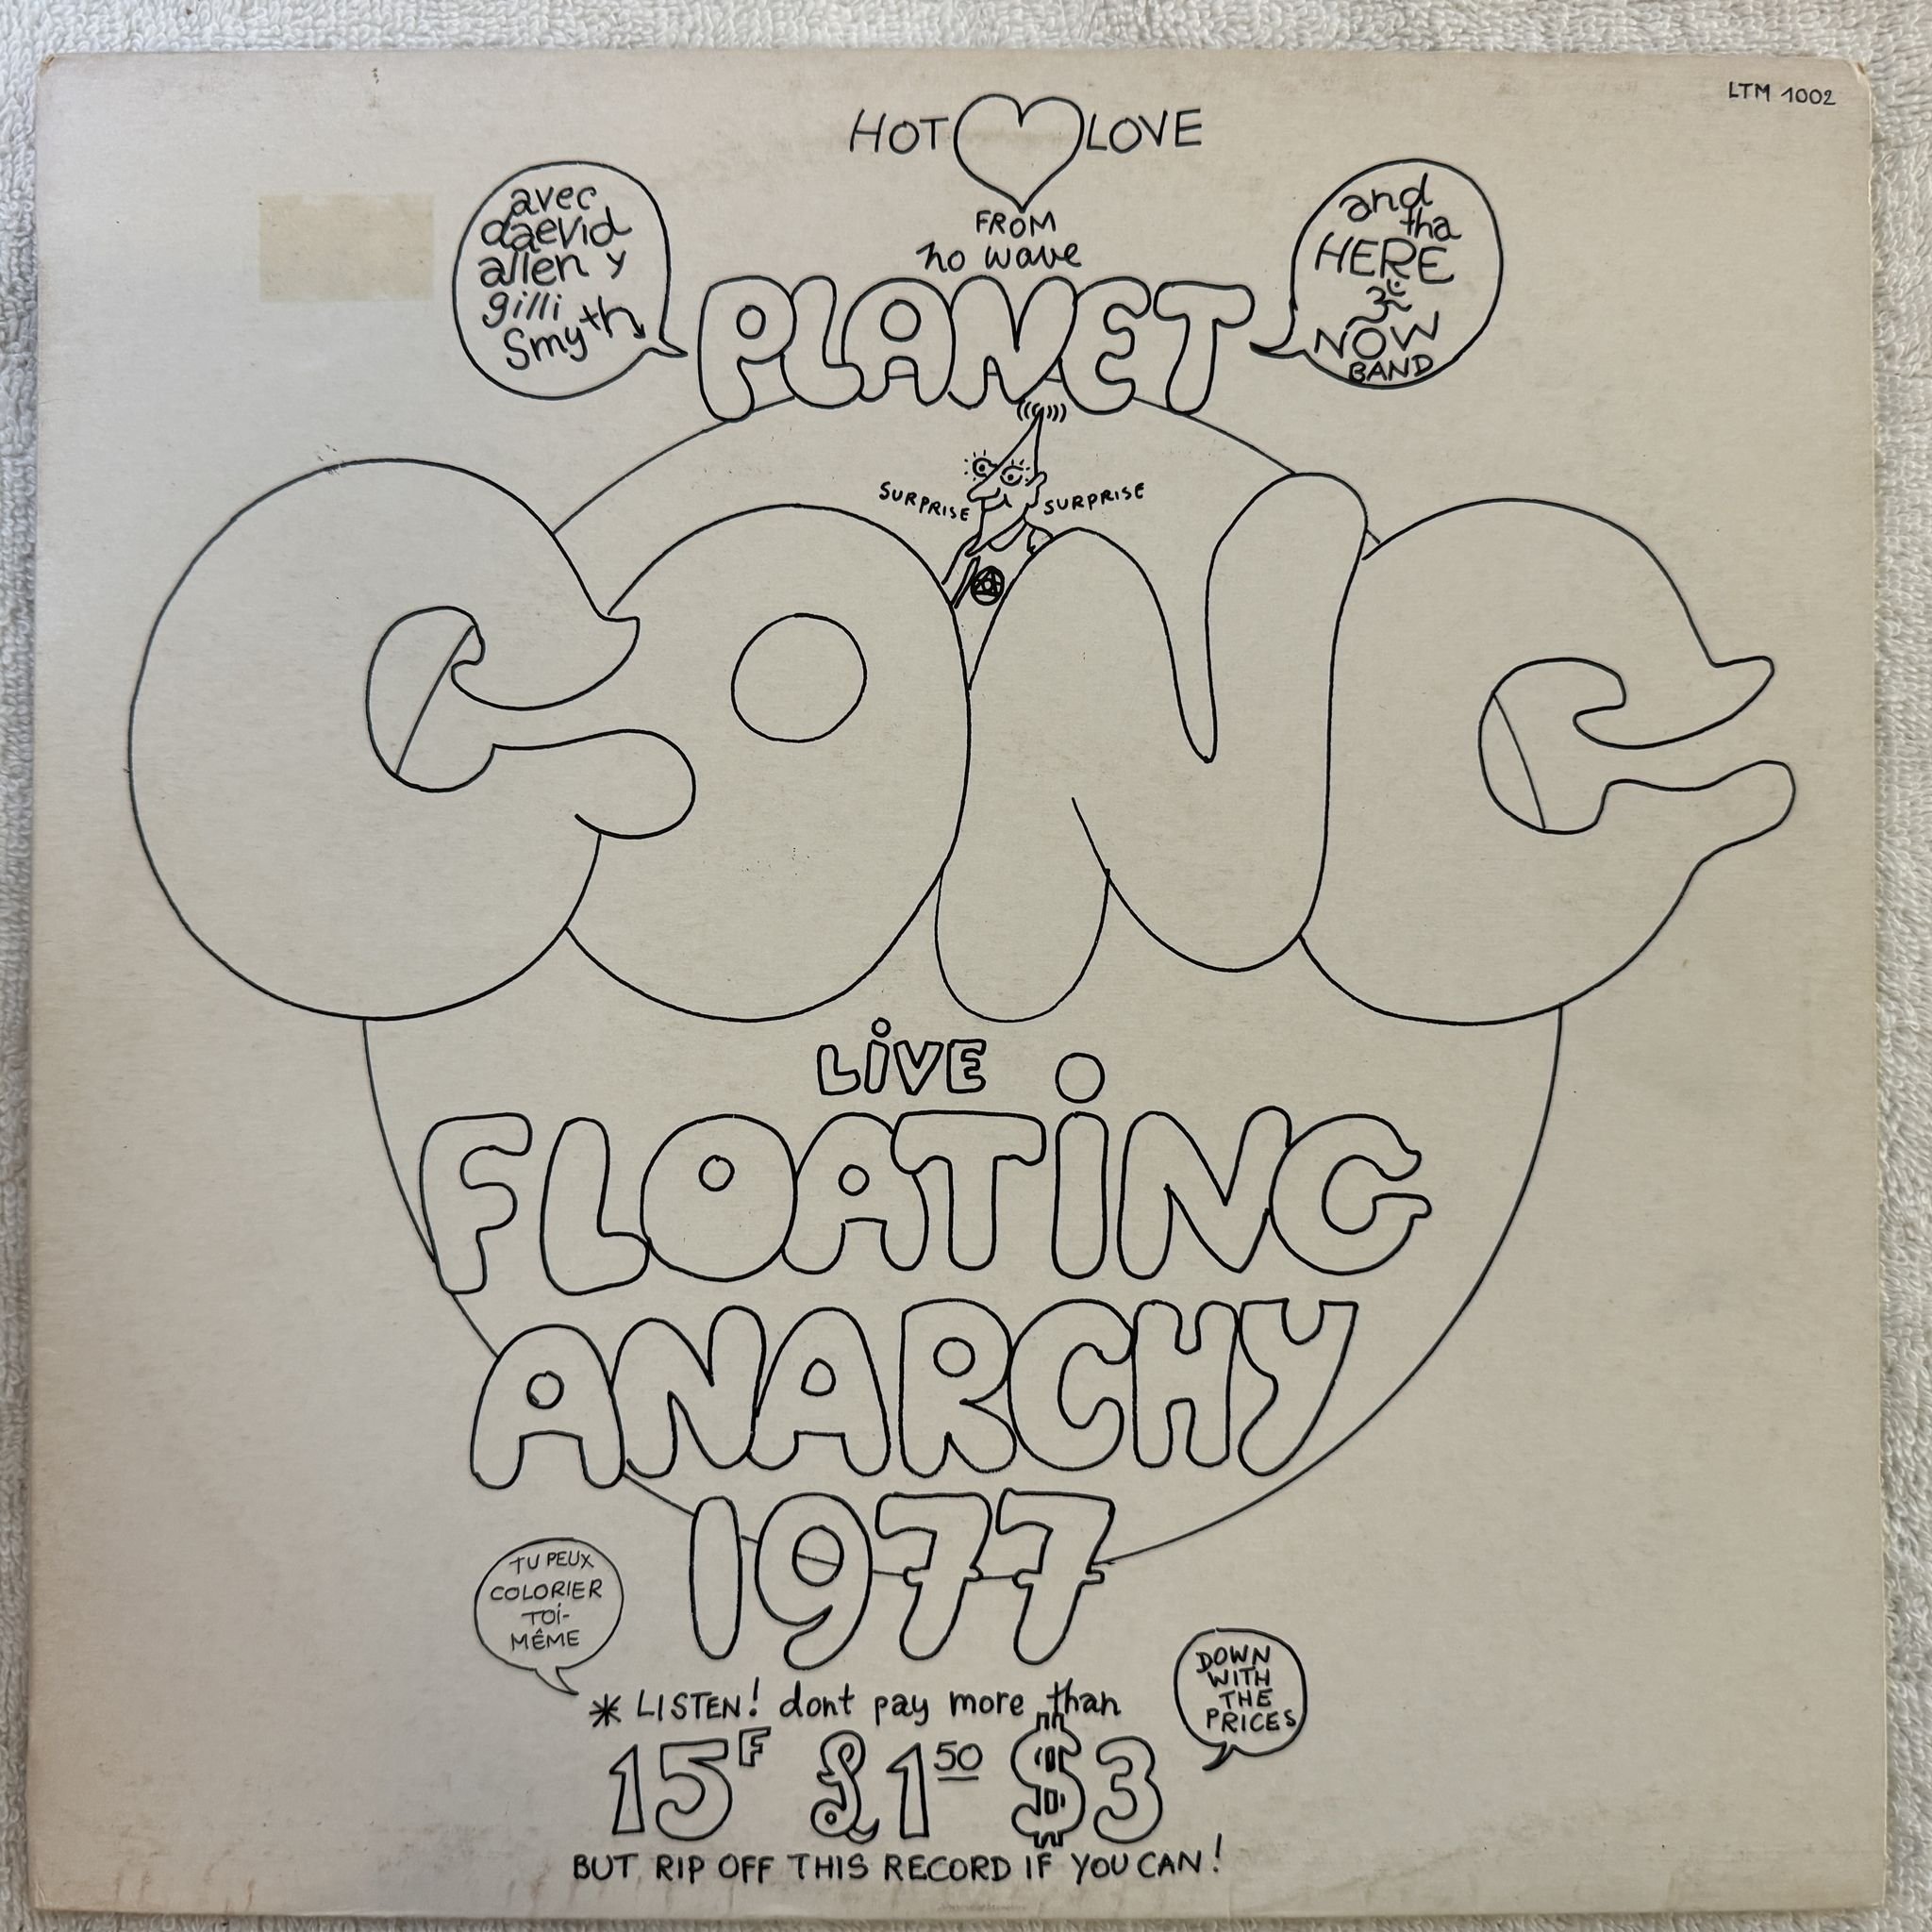 LTM 1002
HOT LOVE
FROM
no wave
avec
daevid
allen y
gilli
Smyth
and
tha
HERE
&
NOW
BAND
PLANET
SURPRISE SURPRISE
GONG
LiVE
FLOATiNG
ANARCHY
1977
TU PEUX
COLORIER
TOi-
MÊME
* LISTEN! dont pay more than
15F £1 50 $3
DOWN
WITH
THE
PRICES
BUT RIP OFF THIS RECORD IF YOU CAN!